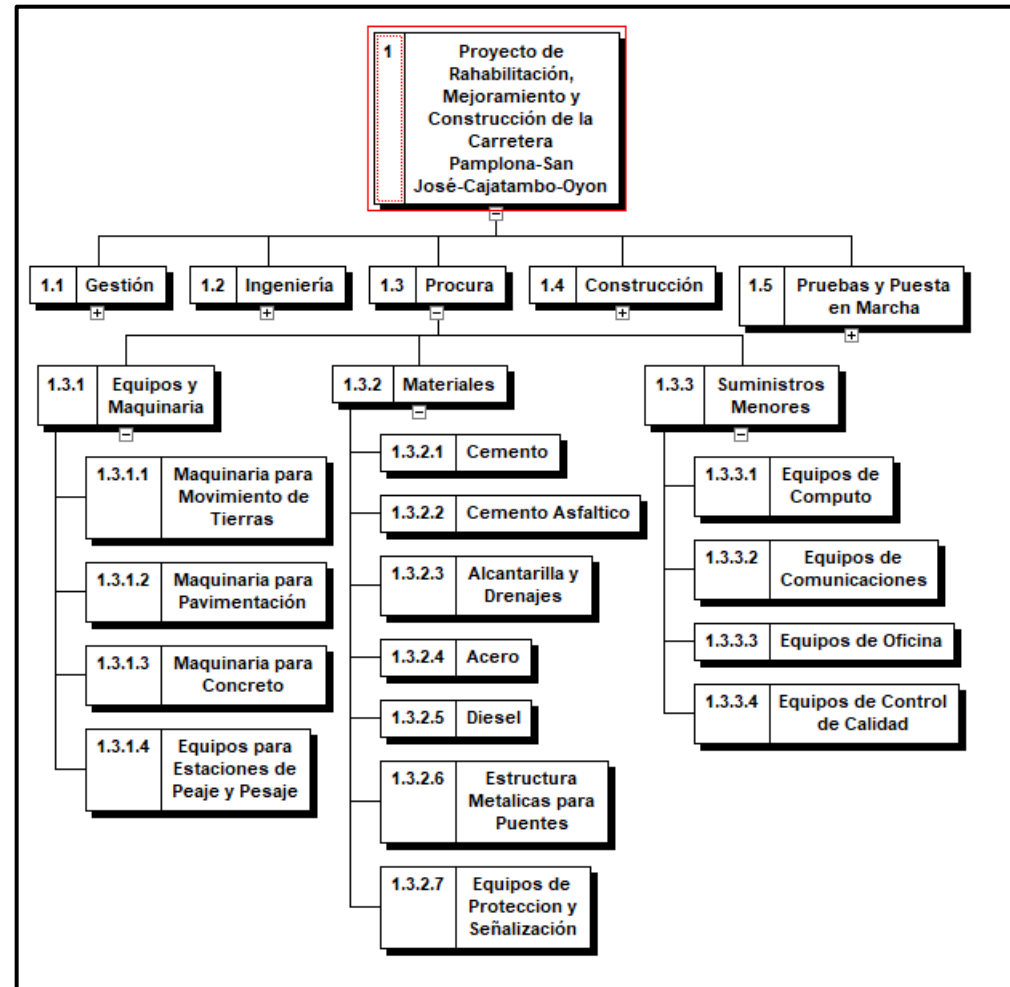 1
Proyecto de
Rahabilitación,
Mejoramiento y
Construcción de la
Carretera
Pamplona-San
José-Cajatambo-Oyon
1.1 Gestión
1.2 Ingeniería
1.3 Procura
1.4 Construcción
1.5 Pruebas y Puesta
en Marcha
1.3.1 Equipos y
Maquinaria
1.3.1.1 Maquinaria para
Movimiento de
Tierras
1.3.1.2 Maquinaria para
Pavimentación
1.3.1.3 Maquinaria para
Concreto
1.3.1.4 Equipos para
Estaciones de
Peaje y Pesaje
1.3.2 Materiales
1.3.2.1 Cemento
1.3.2.2 Cemento Asfaltico
1.3.2.3 Alcantarilla y
Drenajes
1.3.2.4 Acero
1.3.2.5 Diesel
1.3.2.6 Estructura
Metalicas para
Puentes
1.3.2.7 Equipos de
Proteccion y
Señalización
1.3.3 Suministros
Menores
1.3.3.1 Equipos de
Computo
1.3.3.2 Equipos de
Comunicaciones
1.3.3.3 Equipos de Oficina
1.3.3.4 Equipos de Control
de Calidad